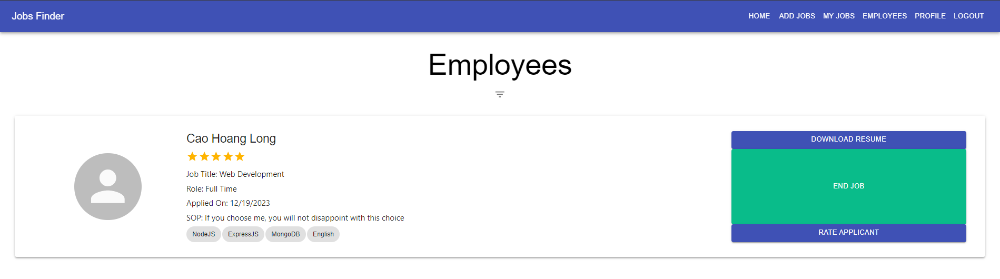 Jobs Finder
HOME ADD JOBS MY JOBS EMPLOYEES PROFILE LOGOUT
Employees
Cao Hoang Long
Job Title: Web Development
Role: Full Time
Applied On: 12/19/2023
SOP: If you choose me, you will not disappoint with this choice
NodeJS ExpressJS MongoDB English
DOWNLOAD RESUME
END JOB
RATE APPLICANT